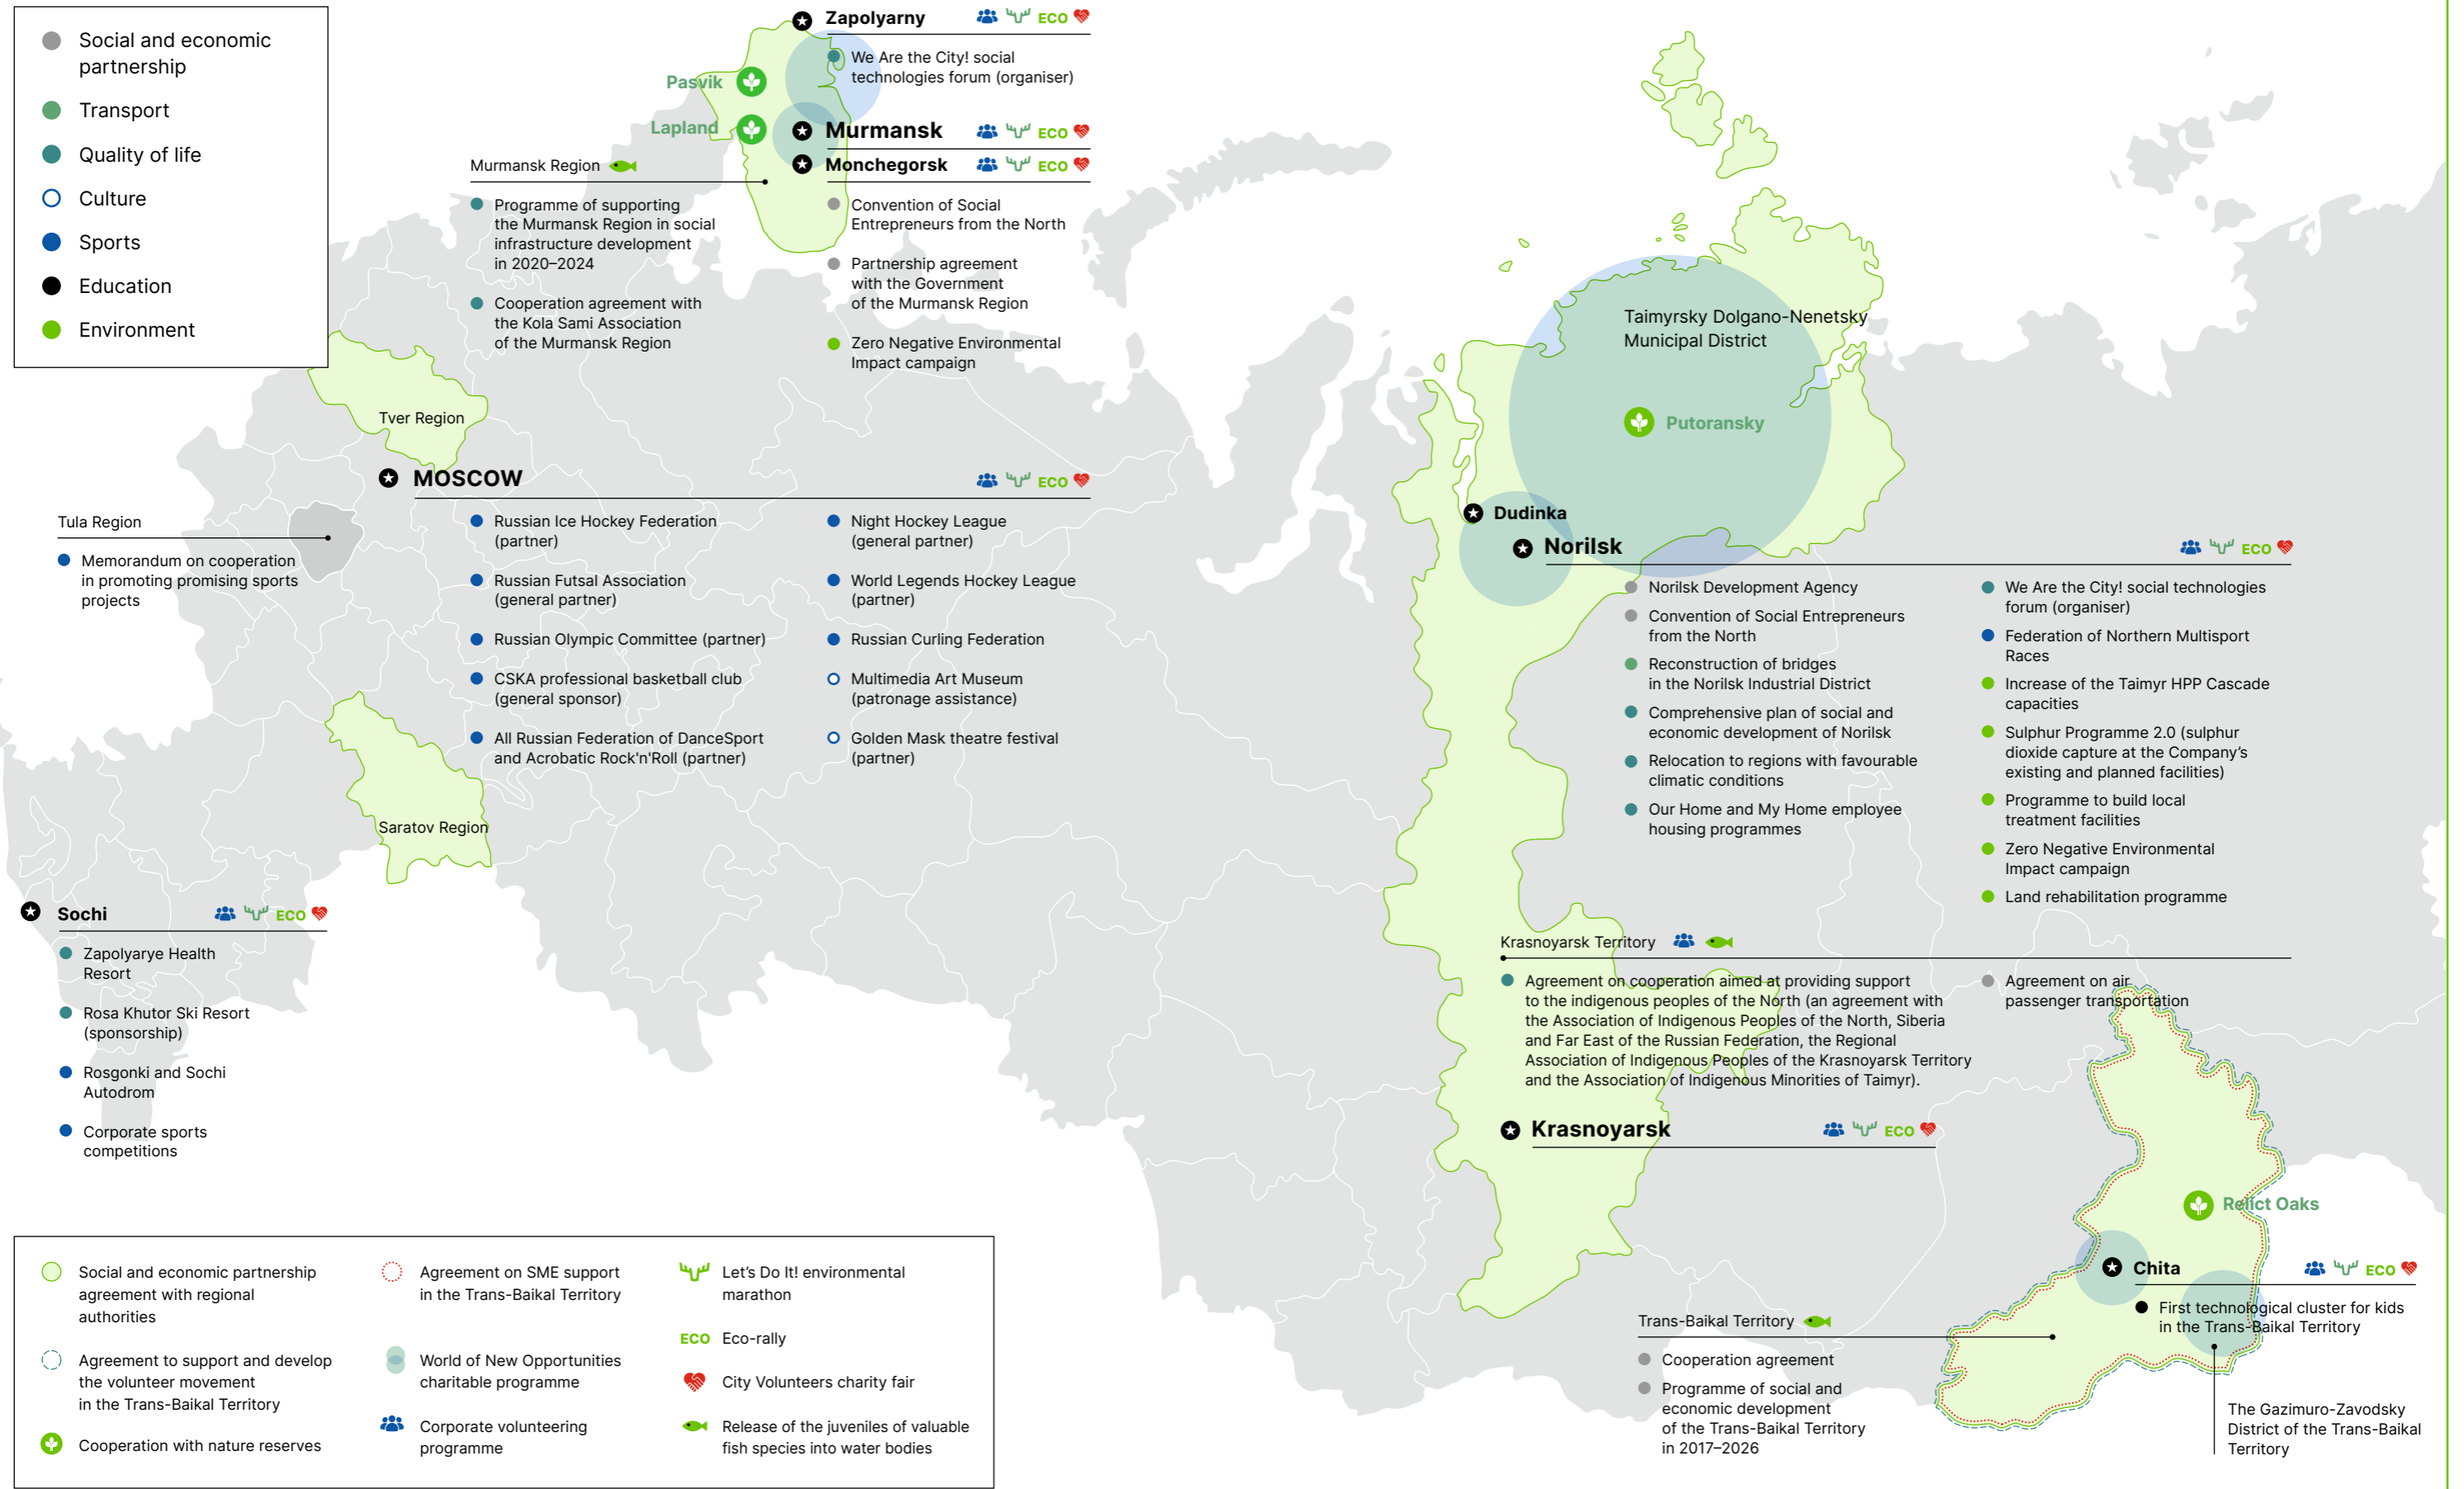 Social and economic
partnership
Transport
Quality of life
Culture
Sports
Education
Environment
Zapolyarny
ECO
We Are the City! social
technologies forum (organiser)
Pasvik
Lapland
Murmansk
ECO
Monchegorsk
ECO
Convention of Social
Entrepreneurs from the North
Partnership agreement
with the Government
of the Murmansk Region
Zero Negative Environmental
Impact campaign
Murmansk Region
Programme of supporting
the Murmansk Region in social
infrastructure development
in 2020–2024
Cooperation agreement with
the Kola Sami Association
of the Murmansk Region
Tver Region
MOSCOW
ECO
Russian Ice Hockey Federation
(partner)
Russian Futsal Association
(general partner)
Russian Olympic Committee (partner)
CSKA professional basketball club
(general sponsor)
All Russian Federation of DanceSport
and Acrobatic Rock'n'Roll (partner)
Night Hockey League
(general partner)
World Legends Hockey League
(partner)
Russian Curling Federation
Multimedia Art Museum
(patronage assistance)
Golden Mask theatre festival
(partner)
Tula Region
Memorandum on cooperation
in promoting promising sports
projects
Saratov Region
Sochi
ECO
Zapolyarye Health
Resort
Rosa Khutor Ski Resort
(sponsorship)
Rosgonki and Sochi
Autodrom
Corporate sports
competitions
Taimyrsky Dolgano-Nenetsky
Municipal District
Putoransky
Dudinka
Norilsk
ECO
Norilsk Development Agency
Convention of Social Entrepreneurs
from the North
Reconstruction of bridges
in the Norilsk Industrial District
Comprehensive plan of social and
economic development of Norilsk
Relocation to regions with favourable
climatic conditions
Our Home and My Home employee
housing programmes
We Are the City! social technologies
forum (organiser)
Federation of Northern Multisport
Races
Increase of the Taimyr HPP Cascade
capacities
Sulphur Programme 2.0 (sulphur
dioxide capture at the Company's
existing and planned facilities)
Programme to build local
treatment facilities
Zero Negative Environmental
Impact campaign
Land rehabilitation programme
Krasnoyarsk Territory
Agreement on cooperation aimed at providing support
to the indigenous peoples of the North (an agreement with
the Association of Indigenous Peoples of the North, Siberia
and Far East of the Russian Federation, the Regional
Association of Indigenous Peoples of the Krasnoyarsk Territory
and the Association of Indigenous Minorities of Taimyr).
Agreement on air
passenger transportation
Krasnoyarsk
ECO
Relict Oaks
Chita
ECO
First technological cluster for kids
in the Trans-Baikal Territory
Trans-Baikal Territory
Cooperation agreement
Programme of social and
economic development
of the Trans-Baikal Territory
in 2017–2026
The Gazimuro-Zavodsky
District of the Trans-Baikal
Territory
Social and economic partnership
agreement with regional
authorities
Agreement to support and develop
the volunteer movement
in the Trans-Baikal Territory
Cooperation with nature reserves
Agreement on SME support
in the Trans-Baikal Territory
World of New Opportunities
charitable programme
Corporate volunteering
programme
Let's Do It! environmental
marathon
ECO Eco-rally
City Volunteers charity fair
Release of the juveniles of valuable
fish species into water bodies